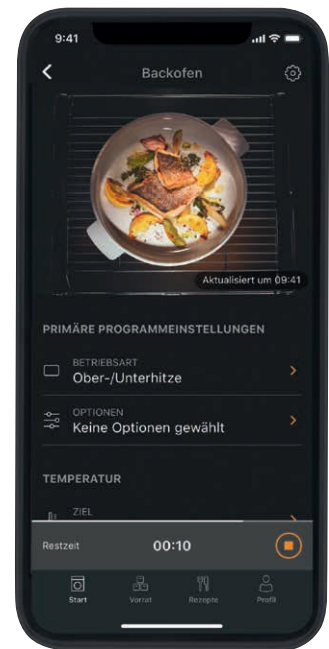 9:41
Backofen
Aktualisiert um 09:41
PRIMÄRE PROGRAMMEINSTELLUNGEN
BETRIEBSART
Ober-/Unterhitze
OPTIONEN
Keine Optionen gewählt
TEMPERATUR
ZIEL
Restzeit 00:10
Start Vorrat Rezepte Profil